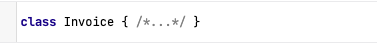 class Invoice { /*...*/ }